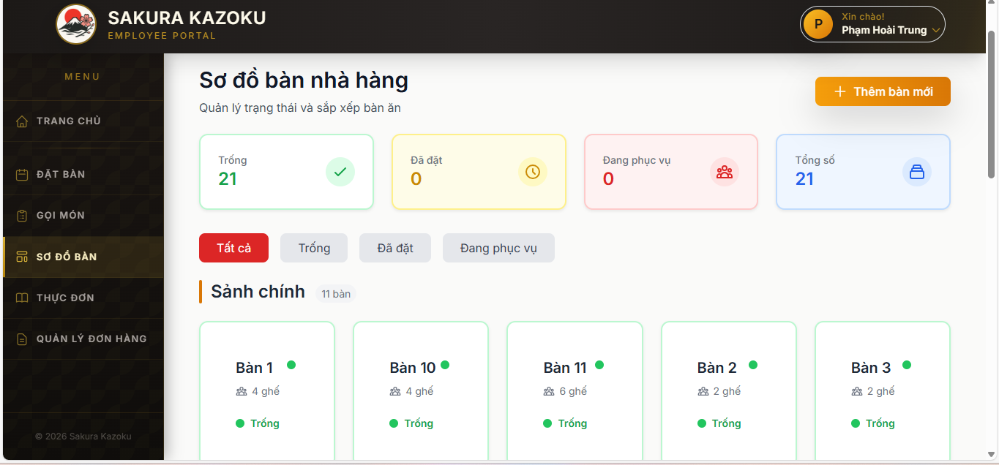 SAKURA KAZOKU
EMPLOYEE PORTAL
P
Xin chào!
Phạm Hoài Trung
MENU
TRANG CHỦ
ĐẶT BÀN
GỌI MÓN
SƠ ĐỒ BÀN
THỰC ĐƠN
QUẢN LÝ ĐƠN HÀNG
© 2026 Sakura Kazoku
Sơ đồ bàn nhà hàng
Quản lý trạng thái và sắp xếp bàn ăn
+ Thêm bàn mới
Trống
21
Đã đặt
0
Đang phục vụ
0
Tổng số
21
Tất cả
Trống
Đã đặt
Đang phục vụ
Sảnh chính
11 bàn
Bàn 1
4 ghế
Trống
Bàn 10
4 ghế
Trống
Bàn 11
6 ghế
Trống
Bàn 2
2 ghế
Trống
Bàn 3
2 ghế
Trống